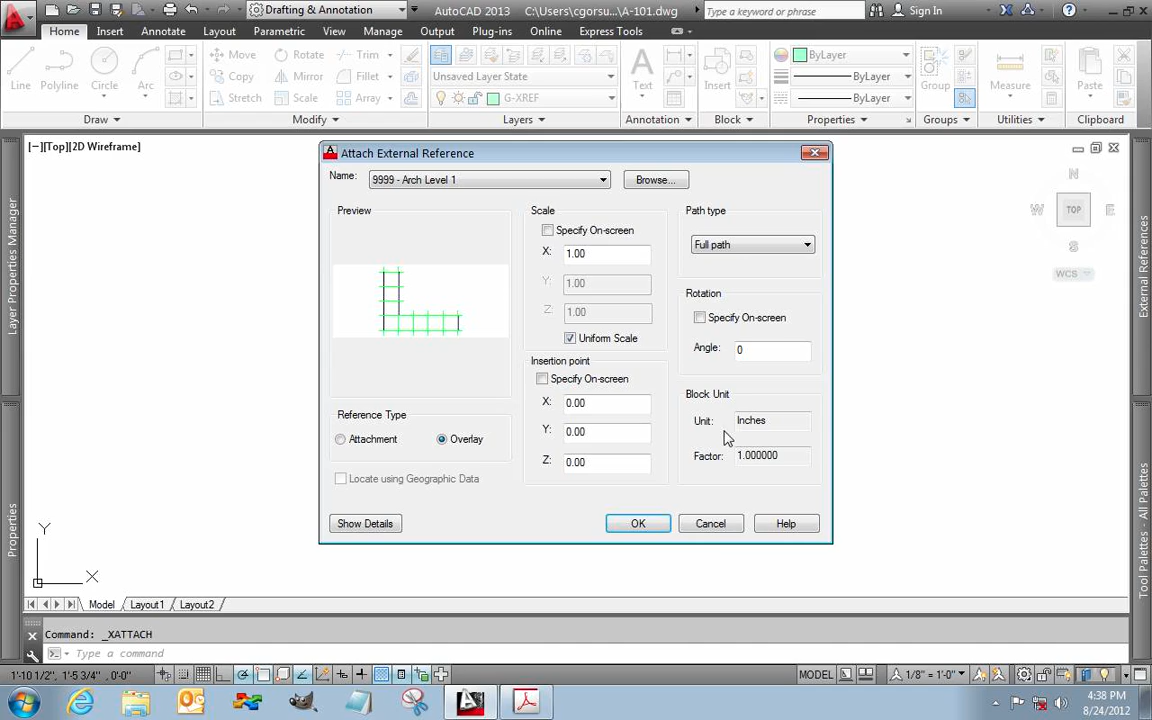 Drafting & Annotation
AutoCAD 2013 C:\Users\cgorsu...\A-101.dwg
Type a keyword or phrase
Sign In
Home Insert Annotate Layout Parametric View Manage Output Plug-ins Online Express Tools
Line Polyline Circle Arc
Move Rotate Trim
Copy Mirror Fillet
Stretch Scale Array
Unsaved Layer State
G-XREF
Text Insert
ByLayer
ByLayer
ByLayer
Group Measure Paste
Draw Modify Layers Annotation Block Properties Groups Utilities Clipboard
[−][Top][2D Wireframe]
Layer Properties Manager
Properties
Attach External Reference
Name: 9999 - Arch Level 1 Browse...
Preview
Reference Type
Attachment Overlay
Locate using Geographic Data
Show Details
Scale
Specify On-screen
X: 1.00
Y: 1.00
Z: 1.00
Uniform Scale
Insertion point
Specify On-screen
X: 0.00
Y: 0.00
Z: 0.00
Path type
Full path
Rotation
Specify On-screen
Angle: 0
Block Unit
Unit: Inches
Factor: 1.000000
OK Cancel Help
N
W TOP E
S
WCS
External References
Tool Palettes - All Palettes
Y
X
Model Layout1 Layout2
Command: _XATTACH
Type a command
1'-10 1/2", 1'-5 3/4" , 0'-0"
MODEL
1/8" = 1'-0"
4:38 PM
8/24/2012